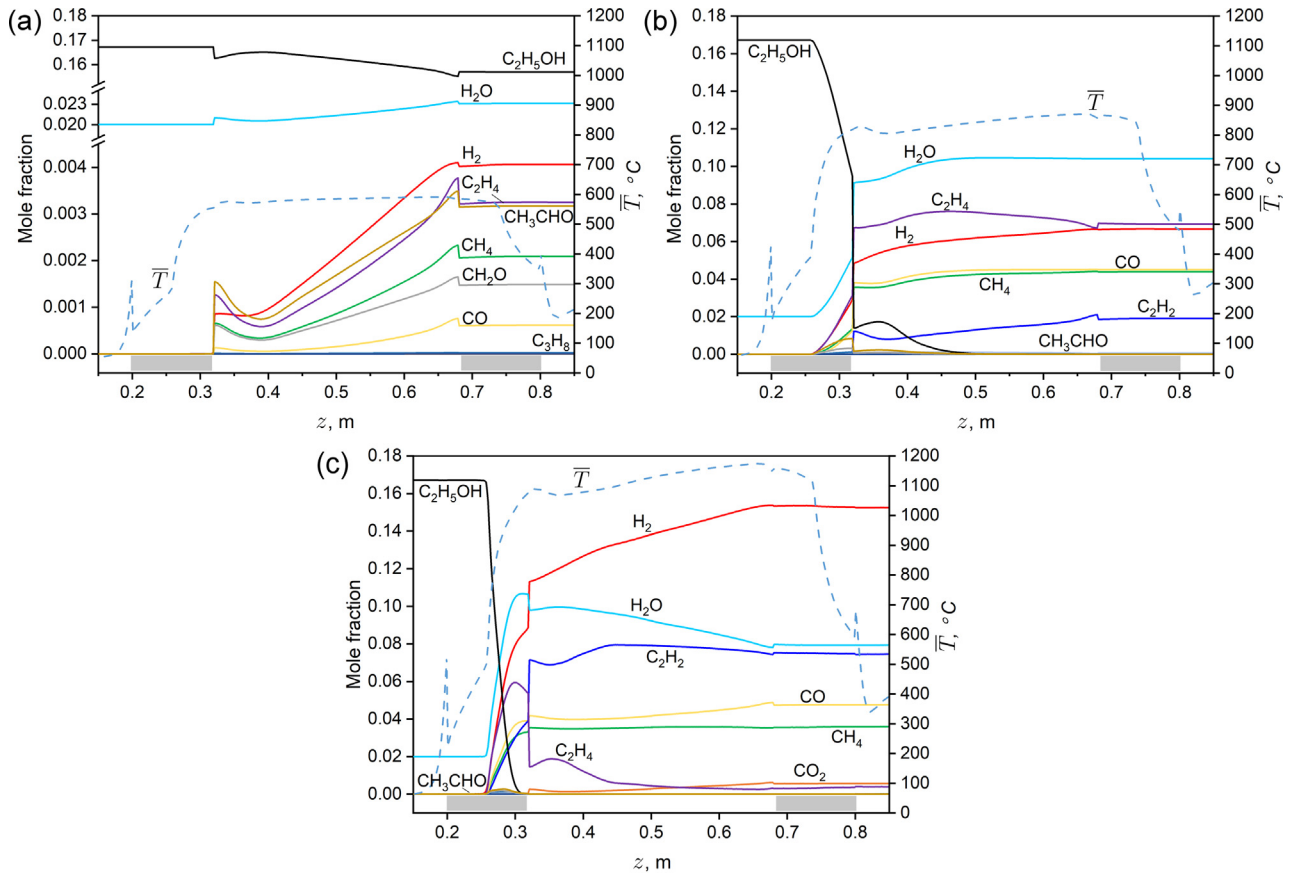 (a)
0.18
0.17
0.16
0.023
0.020
0.004
0.003
0.002
0.001
0.000
Mole fraction
C2H5OH
H2O
H2
C2H4
CH3CHO
CH4
CH2O
CO
C3H8
T
1200
1100
1000
900
800
700
600
500
400
300
200
100
0
T, °C
0.2 0.3 0.4 0.5 0.6 0.7 0.8
z, m
(b)
0.18
0.16
0.14
0.12
0.10
0.08
0.06
0.04
0.02
0.00
Mole fraction
C2H5OH
T
H2O
C2H4
H2
CO
CH4
C2H2
CH3CHO
1200
1100
1000
900
800
700
600
500
400
300
200
100
0
T, °C
0.2 0.3 0.4 0.5 0.6 0.7 0.8
z, m
(c)
0.18
0.16
0.14
0.12
0.10
0.08
0.06
0.04
0.02
0.00
Mole fraction
T
C2H5OH
H2
H2O
C2H2
CO
CH4
C2H4
CO2
CH3CHO
1200
1100
1000
900
800
700
600
500
400
300
200
100
0
T, °C
0.2 0.3 0.4 0.5 0.6 0.7 0.8
z, m